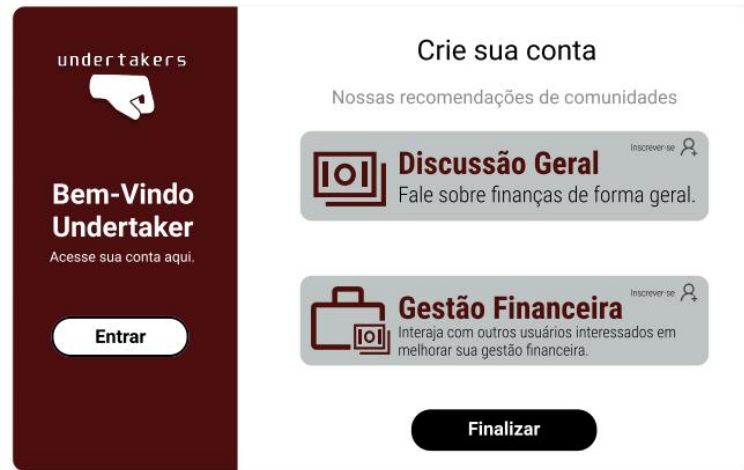 undertakers
Bem-Vindo
Undertaker
Acesse sua conta aqui.
Entrar
Crie sua conta
Nossas recomendações de comunidades
Inscrever-se
Discussão Geral
Fale sobre finanças de forma geral.
Inscrever-se
Gestão Financeira
Interaja com outros usuários interessados em
melhorar sua gestão financeira.
Finalizar